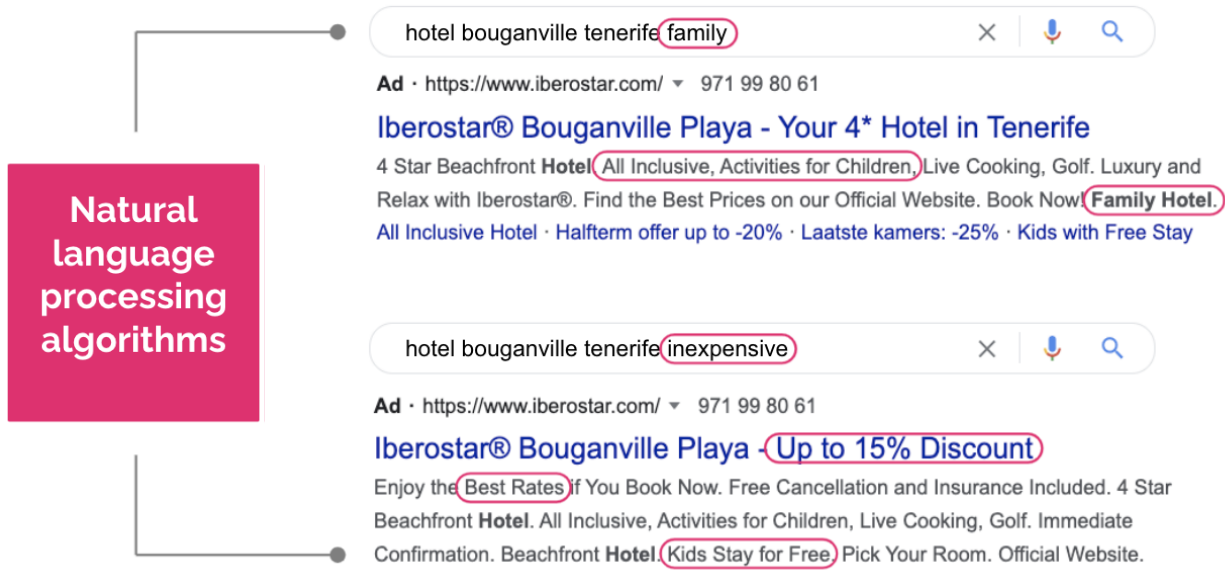 Natural
language
processing
algorithms
hotel bouganville tenerife family
Ad · https://www.iberostar.com/ 971 99 80 61
Iberostar® Bouganville Playa - Your 4* Hotel in Tenerife
4 Star Beachfront Hotel. All Inclusive, Activities for Children, Live Cooking, Golf. Luxury and
Relax with Iberostar®. Find the Best Prices on our Official Website. Book Now! Family Hotel.
All Inclusive Hotel · Halfterm offer up to -20% · Laatste kamers: -25% · Kids with Free Stay
hotel bouganville tenerife inexpensive
Ad · https://www.iberostar.com/ 971 99 80 61
Iberostar® Bouganville Playa - Up to 15% Discount
Enjoy the Best Rates if You Book Now. Free Cancellation and Insurance Included. 4 Star
Beachfront Hotel. All Inclusive, Activities for Children, Live Cooking, Golf. Immediate
Confirmation. Beachfront Hotel. Kids Stay for Free. Pick Your Room. Official Website.